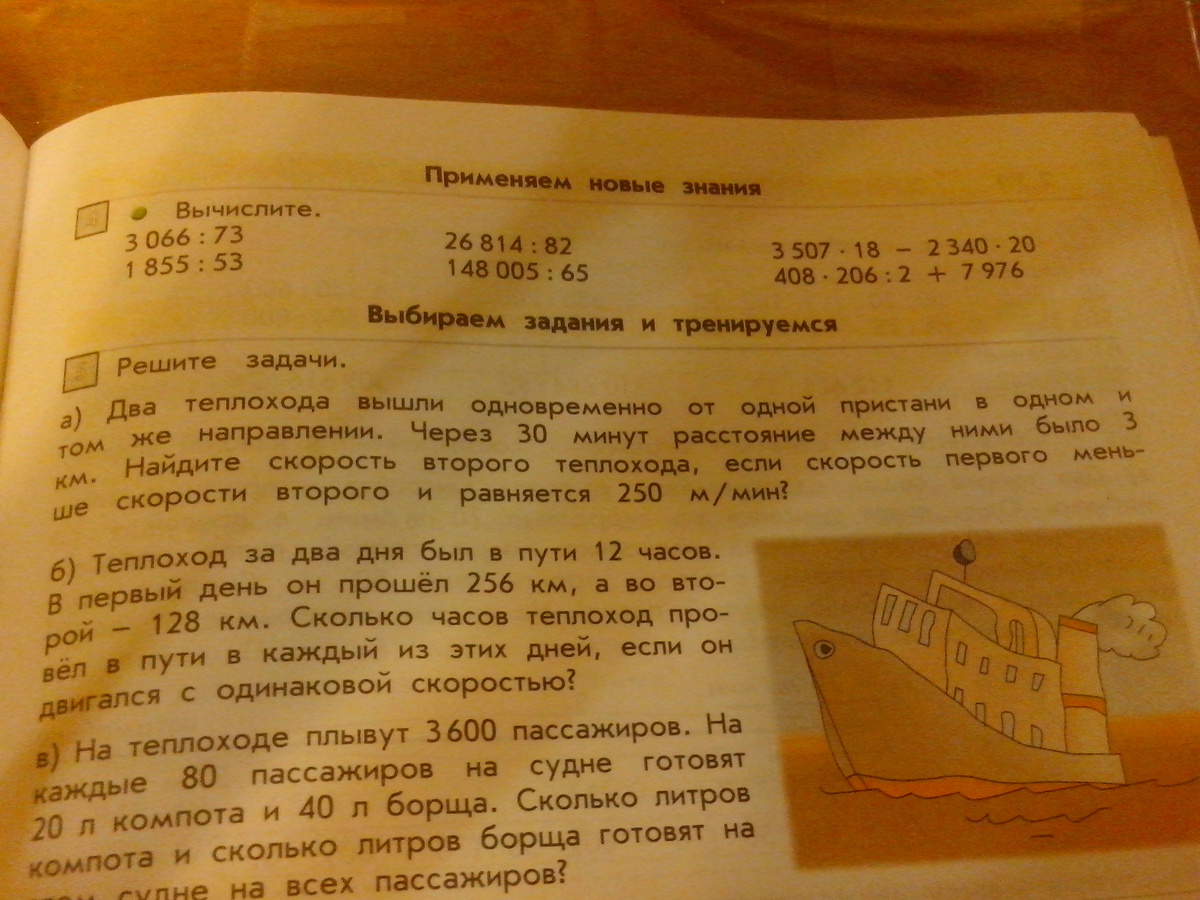 Применяем новые знания
Вычислите.
3 066 : 73 26 814 : 82 3 507 · 18 – 2 340 · 20
1 855 : 53 148 005 : 65 408 · 206 : 2 + 7 976
Выбираем задания и тренируемся
Решите задачи.
а) Два теплохода вышли одновременно от одной пристани в одном и
том же направлении. Через 30 минут расстояние между ними было 3
км. Найдите скорость второго теплохода, если скорость первого мень-
ше скорости второго и равняется 250 м/мин?
б) Теплоход за два дня был в пути 12 часов.
В первый день он прошёл 256 км, а во вто-
рой – 128 км. Сколько часов теплоход про-
вёл в пути в каждый из этих дней, если он
двигался с одинаковой скоростью?
в) На теплоходе плывут 3 600 пассажиров. На
каждые 80 пассажиров на судне готовят
20 л компота и 40 л борща. Сколько литров
компота и сколько литров борща готовят на
судне на всех пассажиров?